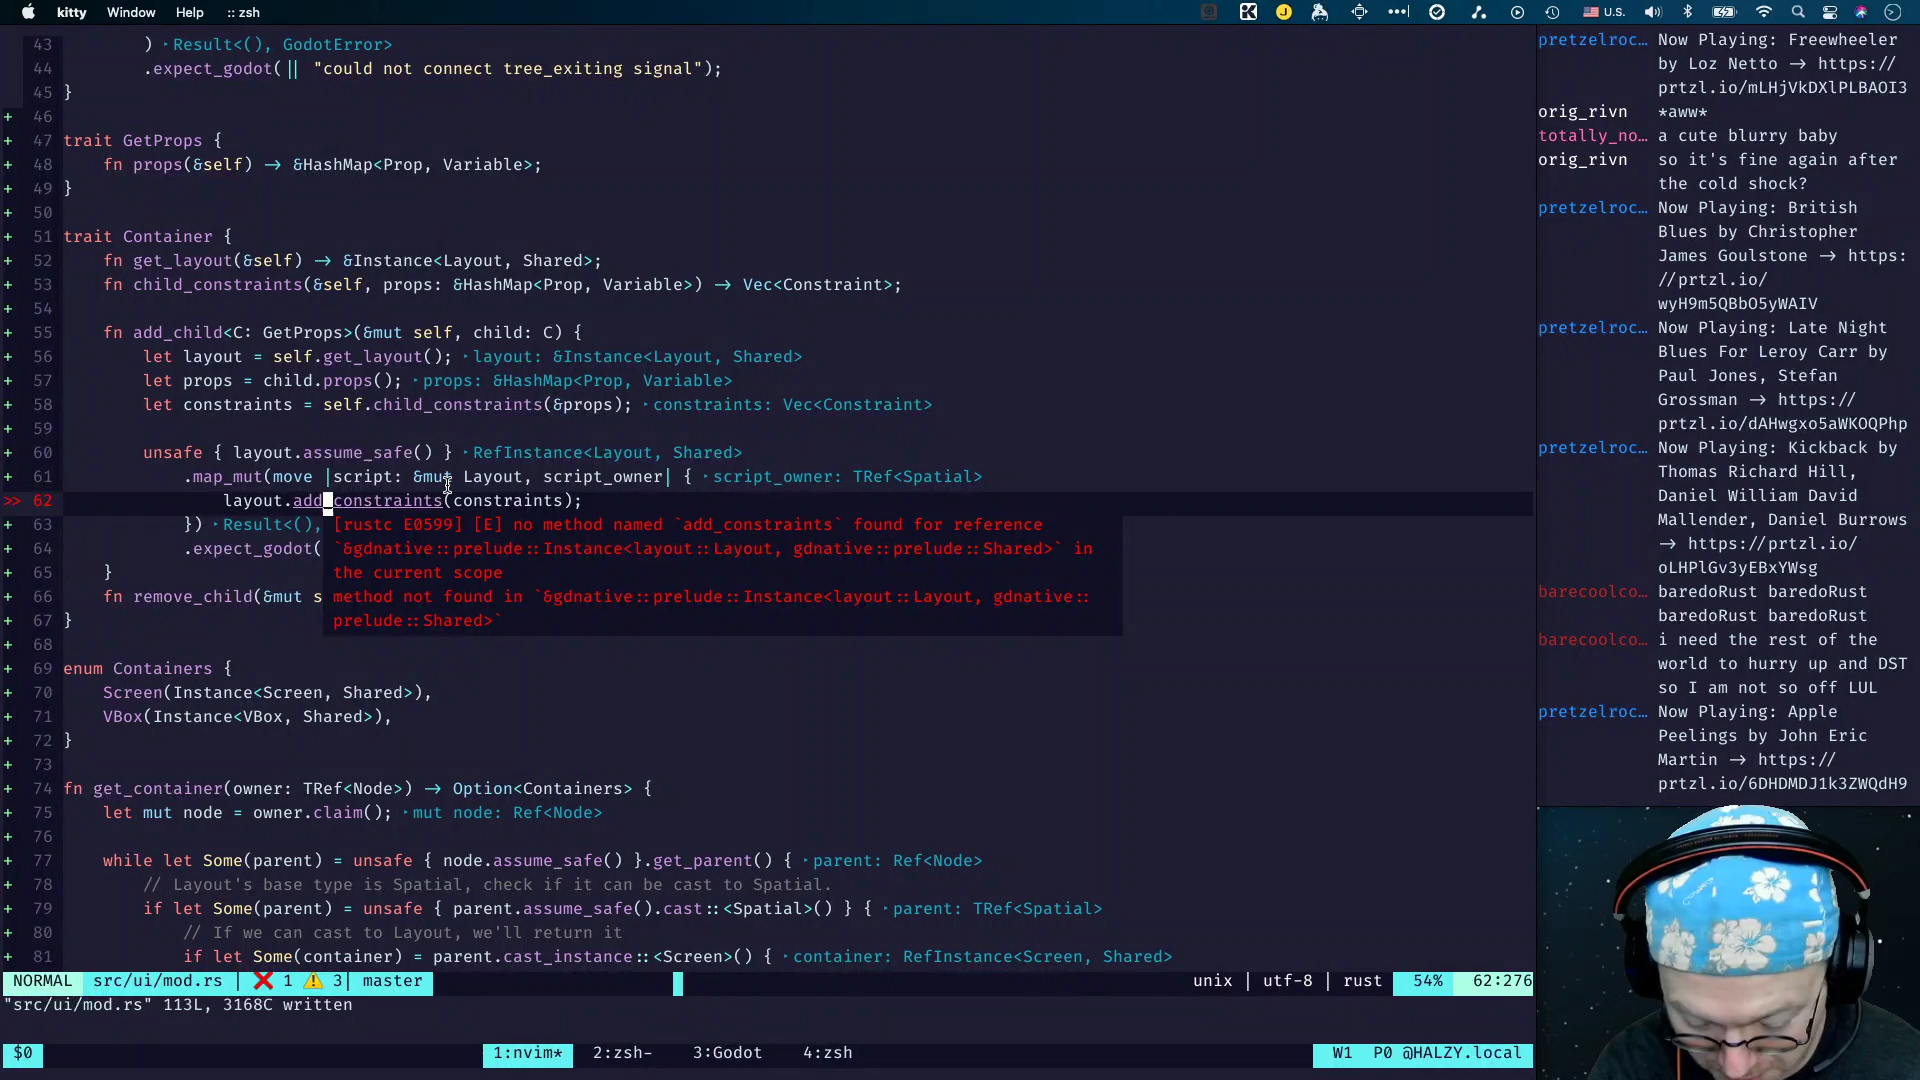 kitty Window Help :: zsh U.S.
43 ) ‣ Result<(), GodotError>
44 .expect_godot(|| "could not connect tree_exiting signal");
45 }
+ 46
+ 47 trait GetProps {
+ 48 fn props(&self) → &HashMap<Prop, Variable>;
+ 49 }
+ 50
+ 51 trait Container {
+ 52 fn get_layout(&self) → &Instance<Layout, Shared>;
+ 53 fn child_constraints(&self, props: &HashMap<Prop, Variable>) → Vec<Constraint>;
+ 54
+ 55 fn add_child<C: GetProps>(&mut self, child: C) {
+ 56 let layout = self.get_layout(); ‣ layout: &Instance<Layout, Shared>
+ 57 let props = child.props(); ‣ props: &HashMap<Prop, Variable>
+ 58 let constraints = self.child_constraints(&props); ‣ constraints: Vec<Constraint>
+ 59
+ 60 unsafe { layout.assume_safe() } ‣ RefInstance<Layout, Shared>
+ 61 .map_mut(move |script: &mut Layout, script_owner| { ‣ script_owner: TRef<Spatial>
>> 62 layout.add_constraints(constraints);
+ 63 }) ‣ Result<(), [rustc E0599] [E] no method named `add_constraints` found for reference
+ 64 .expect_godot( `&gdnative::prelude::Instance<layout::Layout, gdnative::prelude::Shared>` in
+ 65 } the current scope
+ 66 fn remove_child(&mut s method not found in `&gdnative::prelude::Instance<layout::Layout, gdnative::
+ 67 } prelude::Shared>`
+ 68
+ 69 enum Containers {
+ 70 Screen(Instance<Screen, Shared>),
+ 71 VBox(Instance<VBox, Shared>),
+ 72 }
+ 73
+ 74 fn get_container(owner: TRef<Node>) → Option<Containers> {
+ 75 let mut node = owner.claim(); ‣ mut node: Ref<Node>
+ 76
+ 77 while let Some(parent) = unsafe { node.assume_safe() }.get_parent() { ‣ parent: Ref<Node>
+ 78 // Layout's base type is Spatial, check if it can be cast to Spatial.
+ 79 if let Some(parent) = unsafe { parent.assume_safe().cast::<Spatial>() } { ‣ parent: TRef<Spatial>
+ 80 // If we can cast to Layout, we'll return it
+ 81 if let Some(container) = parent.cast_instance::<Screen>() { ‣ container: RefInstance<Screen, Shared>
NORMAL src/ui/mod.rs | ❌ 1 ⚠ 3| master unix | utf-8 | rust 54% 62:276
"src/ui/mod.rs" 113L, 3168C written
$0 1:nvim* 2:zsh- 3:Godot 4:zsh W1 P0 @HALZY.local
pretzelroc… Now Playing: Freewheeler
by Loz Netto → https://
prtzl.io/mLHjVkDXlPLBAOI3
orig_rivn *aww*
totally_no… a cute blurry baby
orig_rivn so it's fine again after
the cold shock?
pretzelroc… Now Playing: British
Blues by Christopher
James Goulstone → https:
//prtzl.io/
wyH9m5QBbO5yWAIV
pretzelroc… Now Playing: Late Night
Blues For Leroy Carr by
Paul Jones, Stefan
Grossman → https://
prtzl.io/dAHwgxo5aWKOQPhp
pretzelroc… Now Playing: Kickback by
Thomas Richard Hill,
Daniel William David
Mallender, Daniel Burrows
→ https://prtzl.io/
oLHPlGv3yEBxYWsg
barecoolco… baredoRust baredoRust
baredoRust baredoRust
barecoolco… i need the rest of the
world to hurry up and DST
so I am not so off LUL
pretzelroc… Now Playing: Apple
Peelings by John Eric
Martin → https://
prtzl.io/6DHDMDJ1k3ZWQdH9